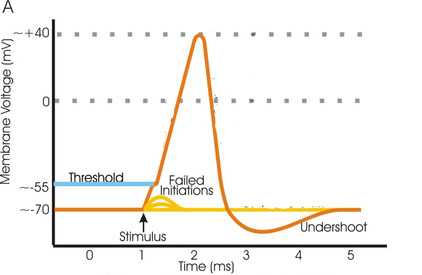 A
Membrane Voltage (mV)
~+40
0
~-55
~-70
Threshold
Failed
Initiations
Stimulus
Undershoot
0 1 2 3 4 5
Time (ms)